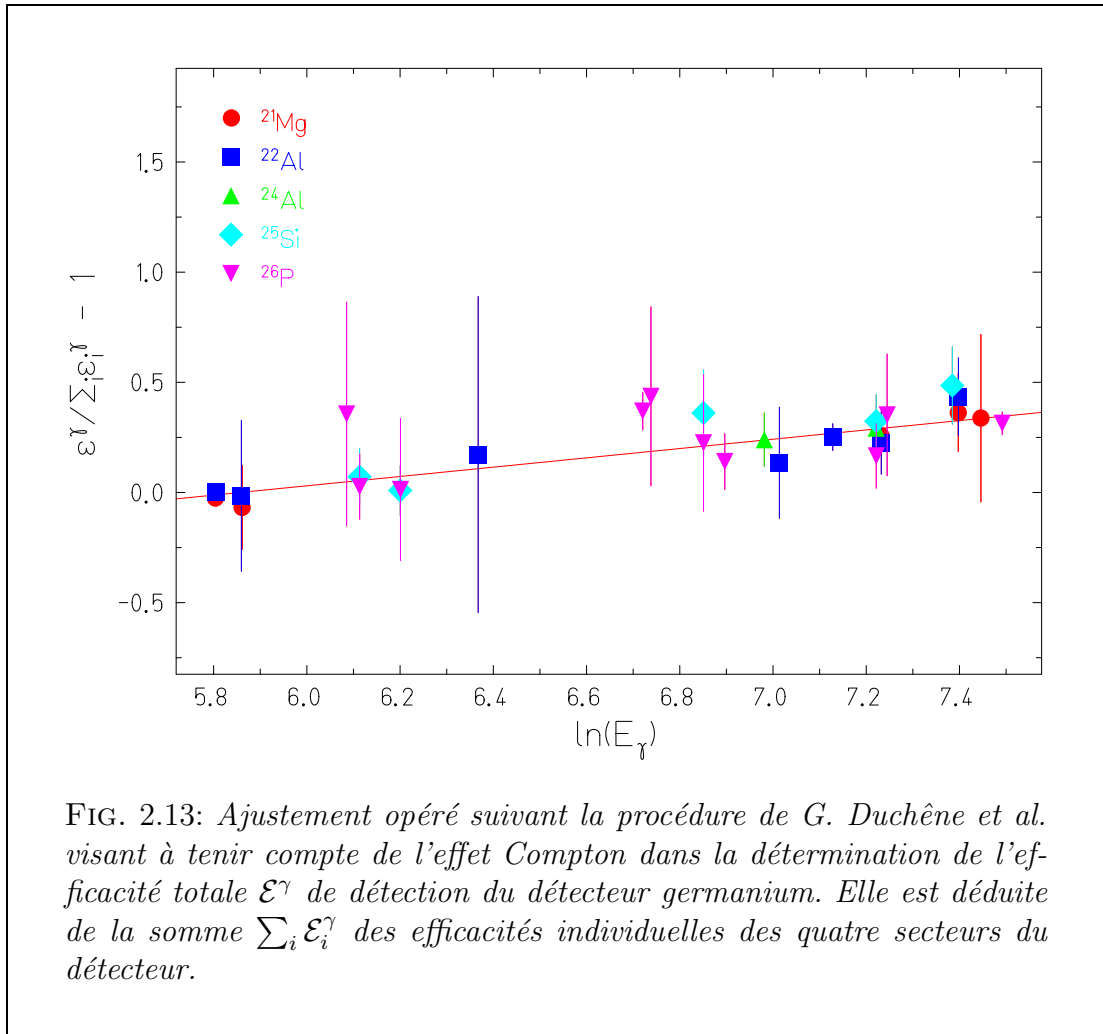 1.5
1.0
0.5
0.0
−0.5
ε^γ/Σ_i ε_i^γ − 1
²¹Mg
²²Al
²⁴Al
²⁵Si
²⁶P
5.8 6.0 6.2 6.4 6.6 6.8 7.0 7.2 7.4
ln(E_γ)
FIG. 2.13: Ajustement opéré suivant la procédure de G. Duchêne et al.
visant à tenir compte de l'effet Compton dans la détermination de l'ef-
ficacité totale ℰ^γ de détection du détecteur germanium. Elle est déduite
de la somme ∑_i ℰ_i^γ des efficacités individuelles des quatre secteurs du
détecteur.